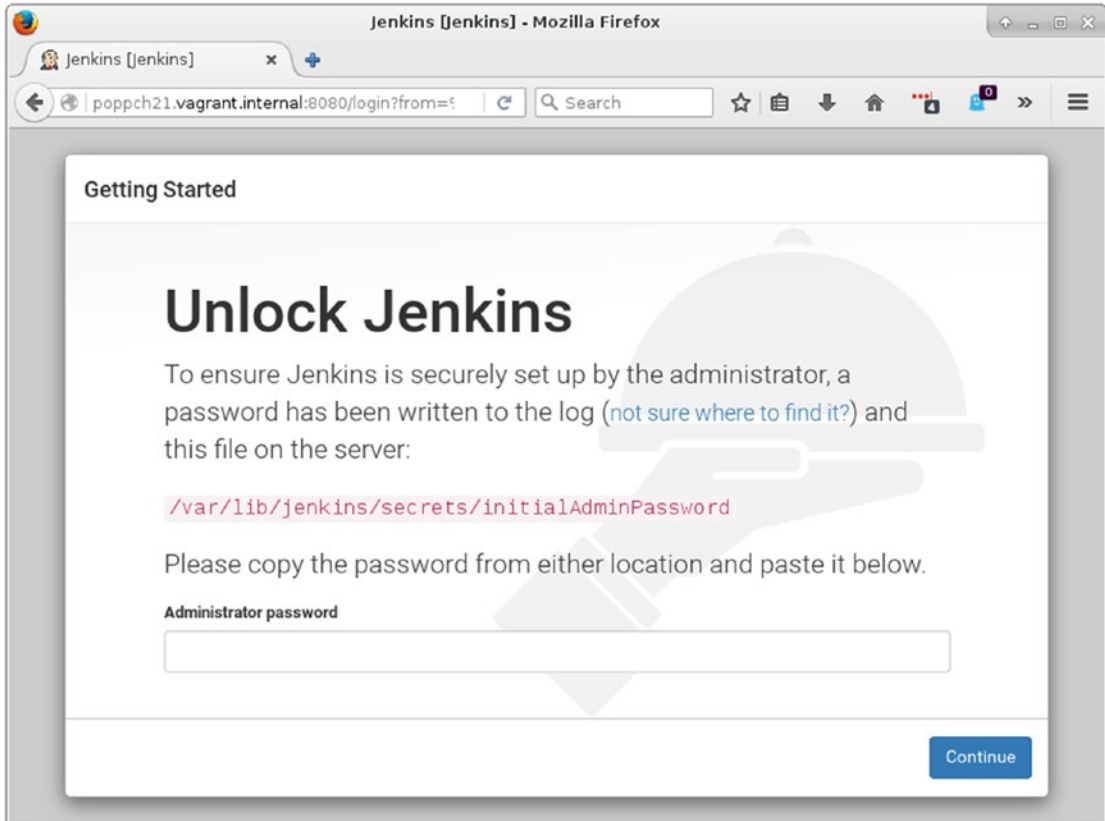 Jenkins [Jenkins] - Mozilla Firefox
Jenkins [Jenkins]
poppch21.vagrant.internal:8080/login?from=
Search
0
Getting Started
Unlock Jenkins
To ensure Jenkins is securely set up by the administrator, a
password has been written to the log (not sure where to find it?) and
this file on the server:
/var/lib/jenkins/secrets/initialAdminPassword
Please copy the password from either location and paste it below.
Administrator password
Continue